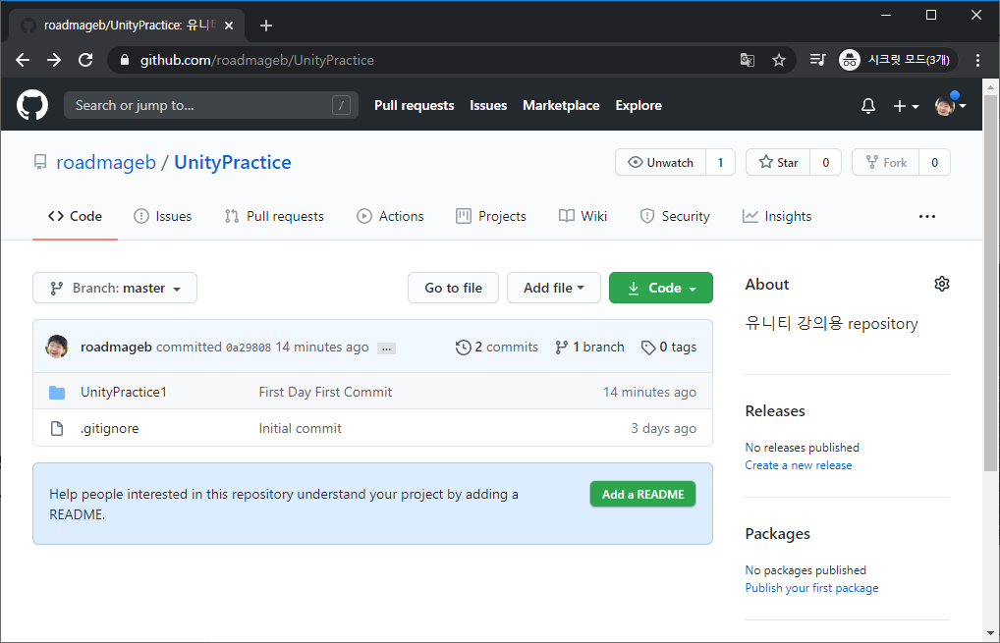 roadmageb/UnityPractice: 유니
github.com/roadmageb/UnityPractice
시크릿 모드(3개)
Search or jump to...
/
Pull requests
Issues
Marketplace
Explore
roadmageb / UnityPractice
Unwatch 1
Star 0
Fork 0
Code
Issues
Pull requests
Actions
Projects
Wiki
Security
Insights
Branch: master
Go to file
Add file
Code
roadmageb committed 0a29808 14 minutes ago ...
2 commits
1 branch
0 tags
UnityPractice1 First Day First Commit 14 minutes ago
.gitignore Initial commit 3 days ago
Help people interested in this repository understand your project by adding a
README.
Add a README
About
유니티 강의용 repository
Releases
No releases published
Create a new release
Packages
No packages published
Publish your first package